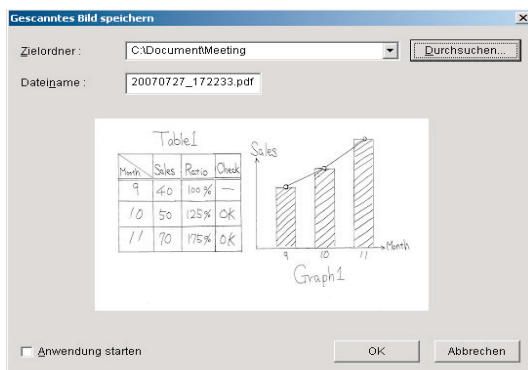 Gescanntes Bild speichern
Zielordner :
C:\Document\Meeting
Durchsuchen...
Dateiname :
20070727_172233.pdf
Table1
Month Sales Ratio Check
9 40 100% —
10 50 125% OK
11 70 175% OK
Sales
9 10 11
Month
Graph1
Anwendung starten
OK
Abbrechen